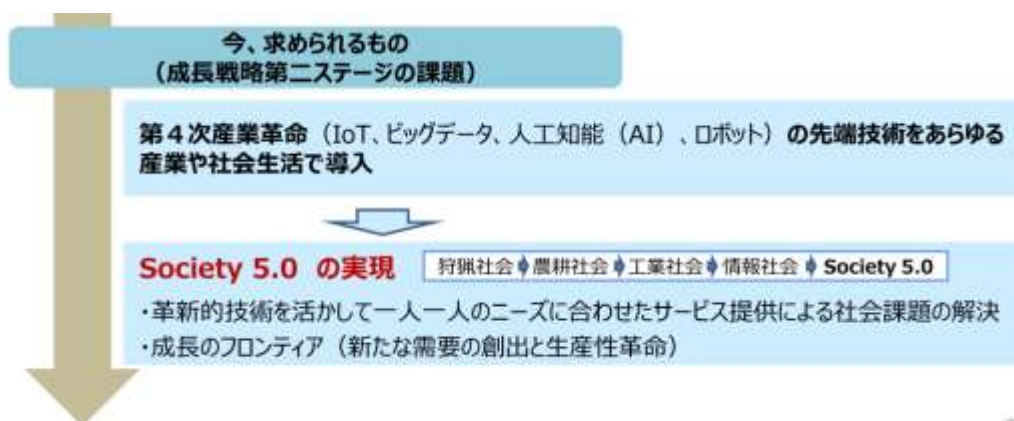 今、求められるもの
（成長戦略第二ステージの課題）
第４次産業革命（IoT、ビッグデータ、人工知能（AI）、ロボット）の先端技術をあらゆる
産業や社会生活で導入
Society 5.0 の実現
狩猟社会 農耕社会 工業社会 情報社会 Society 5.0
・革新的技術を活かして一人一人のニーズに合わせたサービス提供による社会課題の解決
・成長のフロンティア（新たな需要の創出と生産性革命）